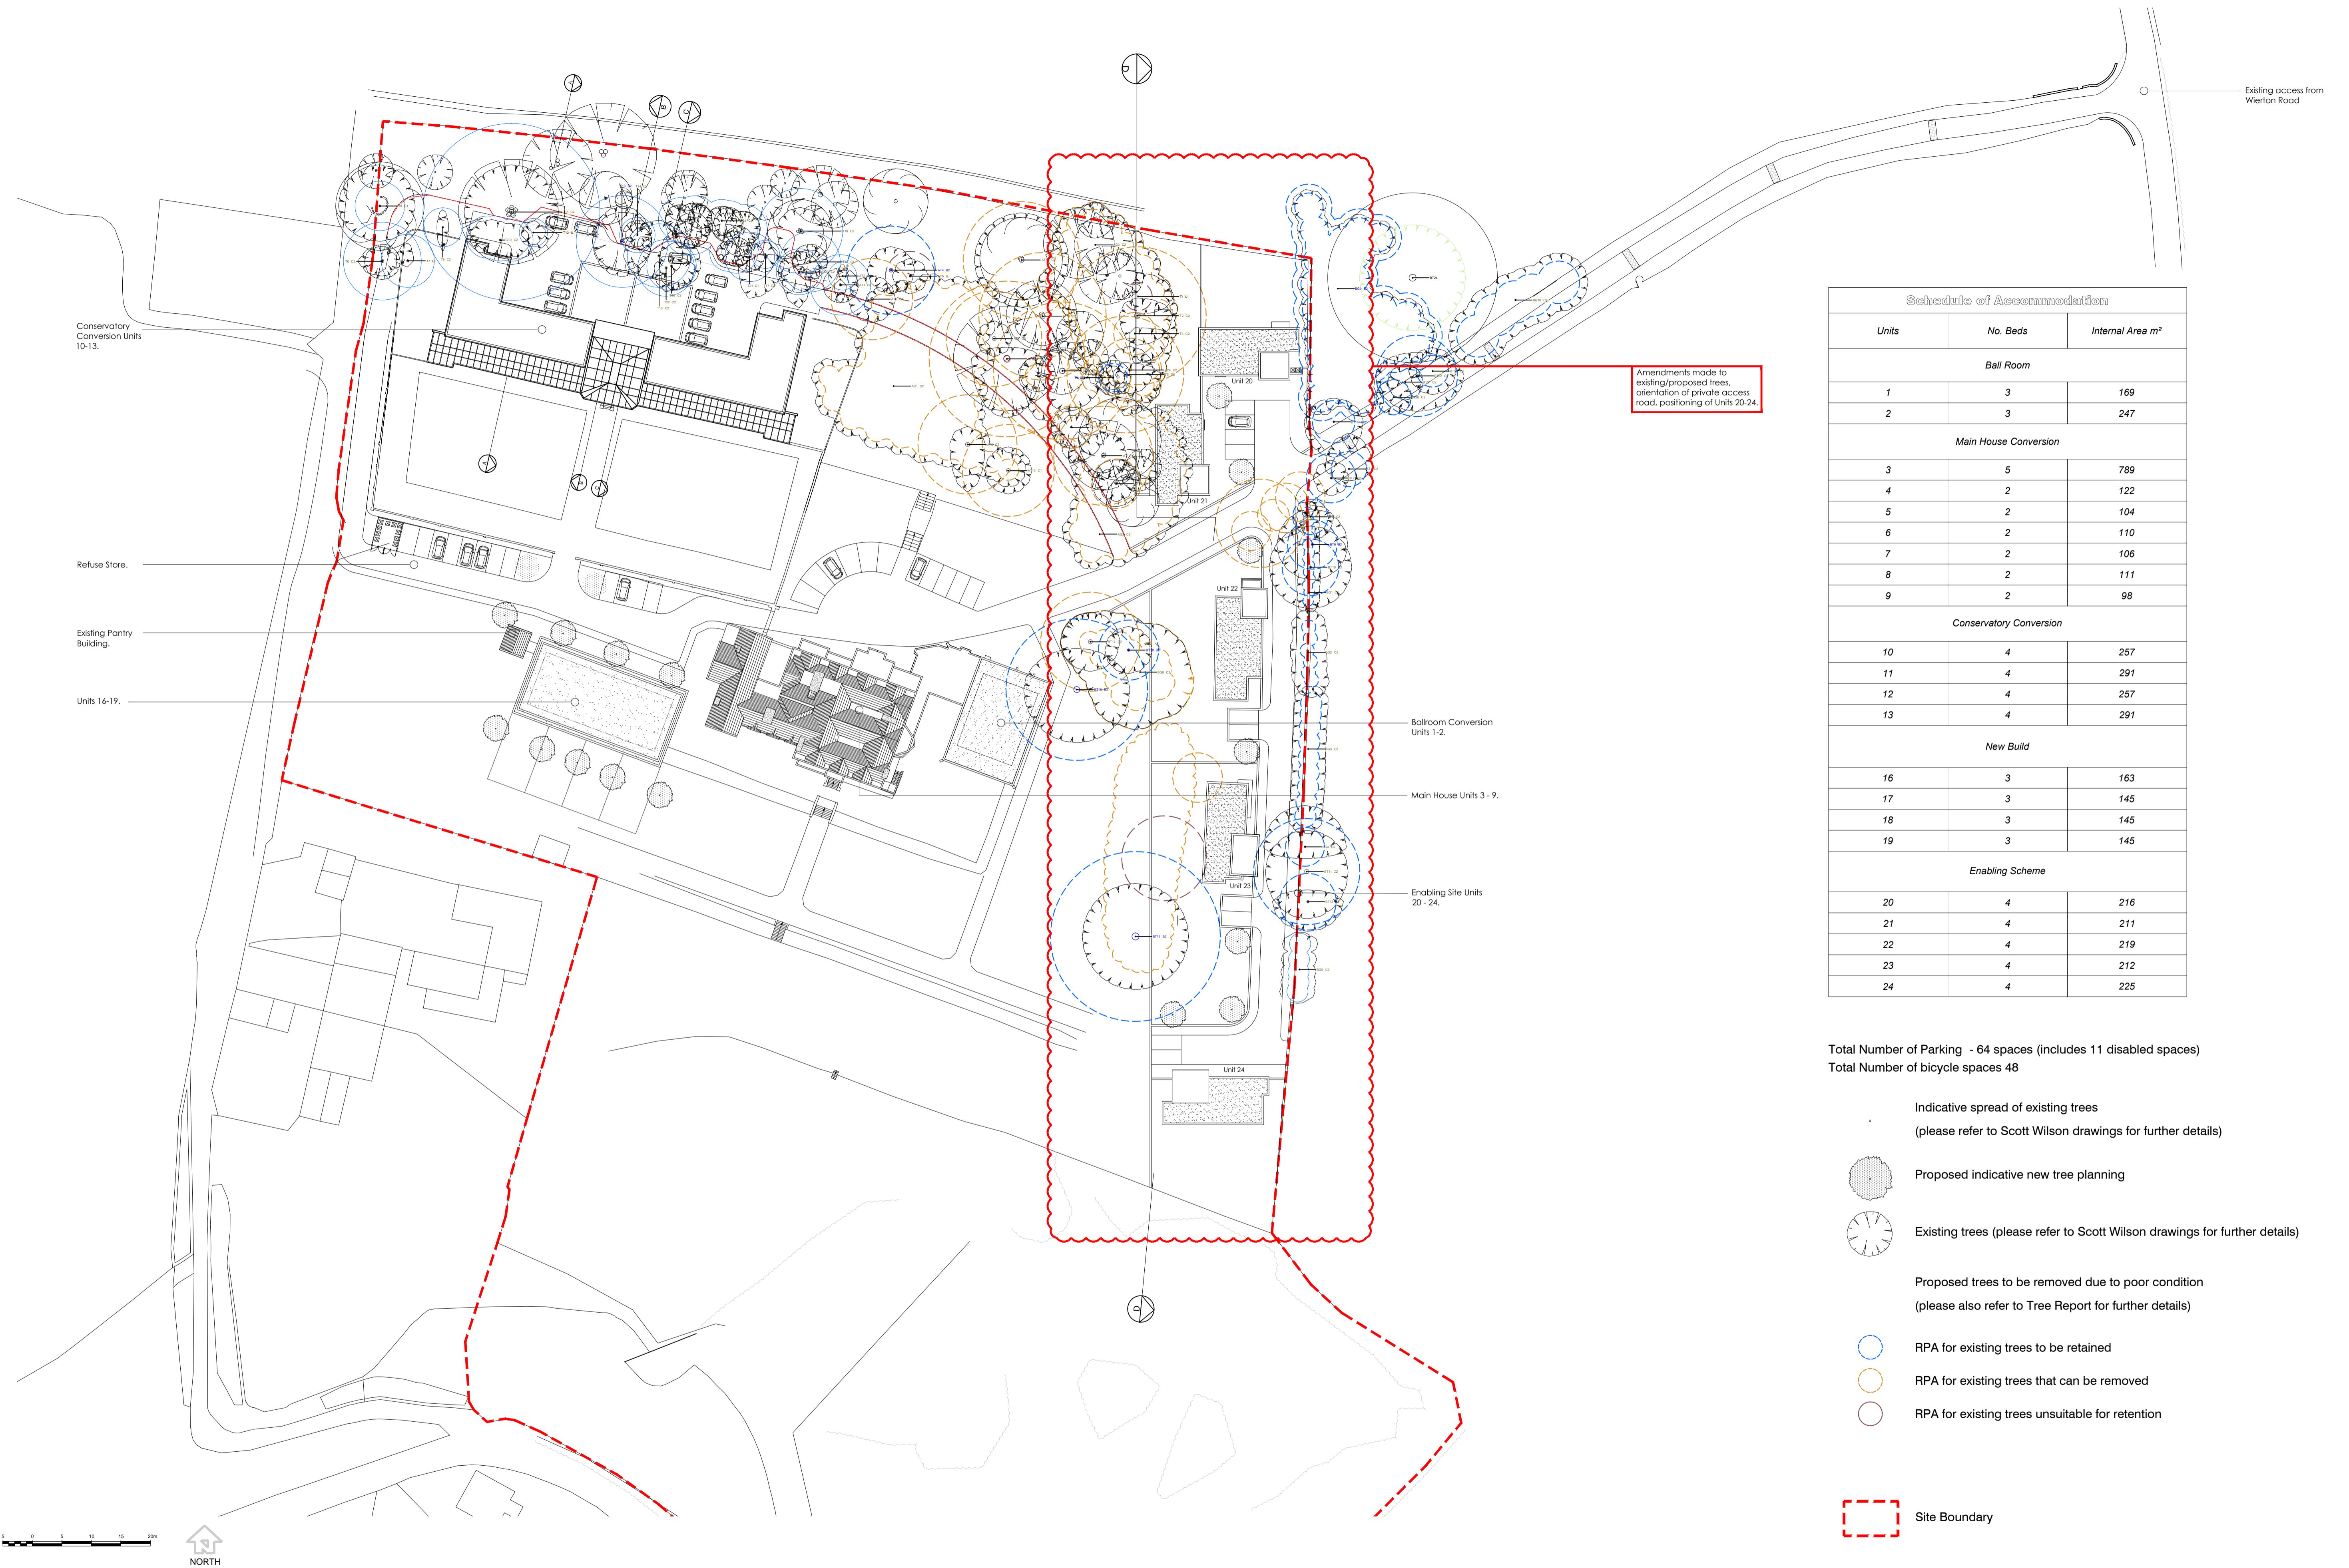 Existing access from
Wierton Road
A
B
C
D
Conservatory
Conversion Units
10-13.
Refuse Store.
Existing Pantry
Building.
Units 16-19.
A
B
C
Unit 20
Unit 21
Unit 22
Unit 23
Unit 24
D
Amendments made to
existing/proposed trees,
orientation of private access
road, positioning of Units 20-24.
Ballroom Conversion
Units 1-2.
Main House Units 3 - 9.
Enabling Site Units
20 - 24.
Schedule of Accommodation
Units No. Beds Internal Area m²
Ball Room
1 3 169
2 3 247
Main House Conversion
3 5 789
4 2 122
5 2 104
6 2 110
7 2 106
8 2 111
9 2 98
Conservatory Conversion
10 4 257
11 4 291
12 4 257
13 4 291
New Build
16 3 163
17 3 145
18 3 145
19 3 145
Enabling Scheme
20 4 216
21 4 211
22 4 219
23 4 212
24 4 225
Total Number of Parking - 64 spaces (includes 11 disabled spaces)
Total Number of bicycle spaces 48
Indicative spread of existing trees
(please refer to Scott Wilson drawings for further details)
Proposed indicative new tree planning
Existing trees (please refer to Scott Wilson drawings for further details)
Proposed trees to be removed due to poor condition
(please also refer to Tree Report for further details)
RPA for existing trees to be retained
RPA for existing trees that can be removed
RPA for existing trees unsuitable for retention
Site Boundary
5 0 5 10 15 20m
NORTH